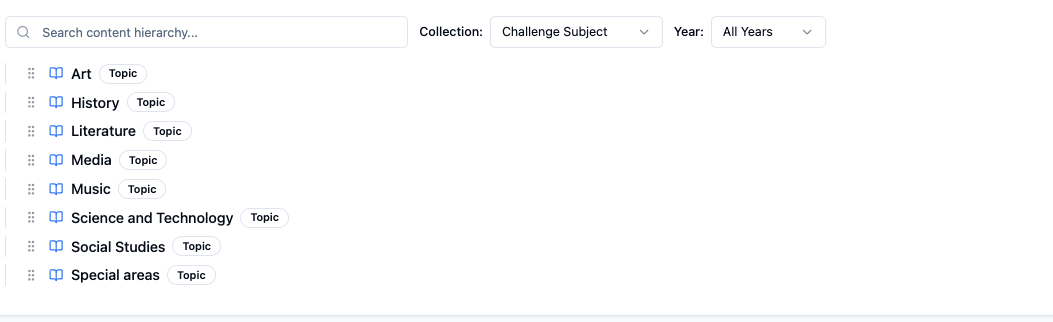 Search content hierarchy... Collection: Challenge Subject Year: All Years
Art Topic
History Topic
Literature Topic
Media Topic
Music Topic
Science and Technology Topic
Social Studies Topic
Special areas Topic